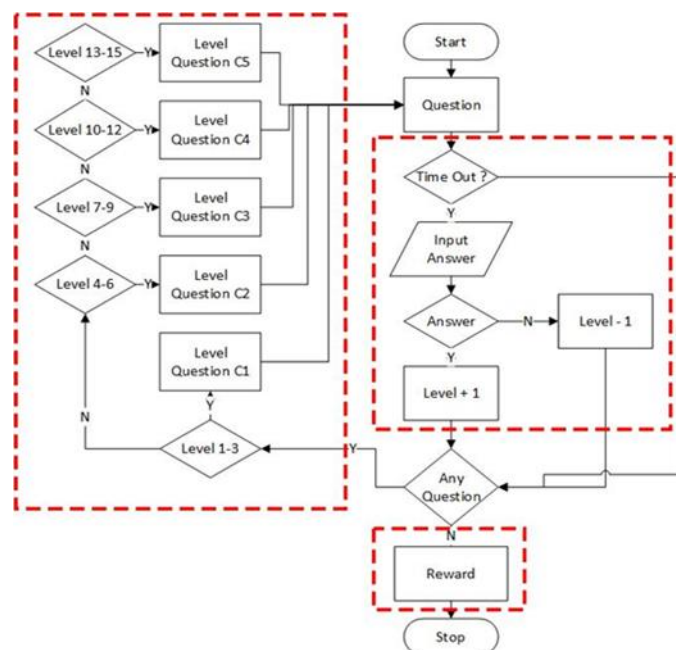 Start
Question
Time Out ?
Y
Input
Answer
Answer
N
Level - 1
Y
Level + 1
Any
Question
Y
N
Reward
Stop
Level 13-15
Y
Level
Question C5
N
Level 10-12
Y
Level
Question C4
N
Level 7-9
Y
Level
Question C3
N
Level 4-6
Y
Level
Question C2
Level
Question C1
Y
N
Level 1-3